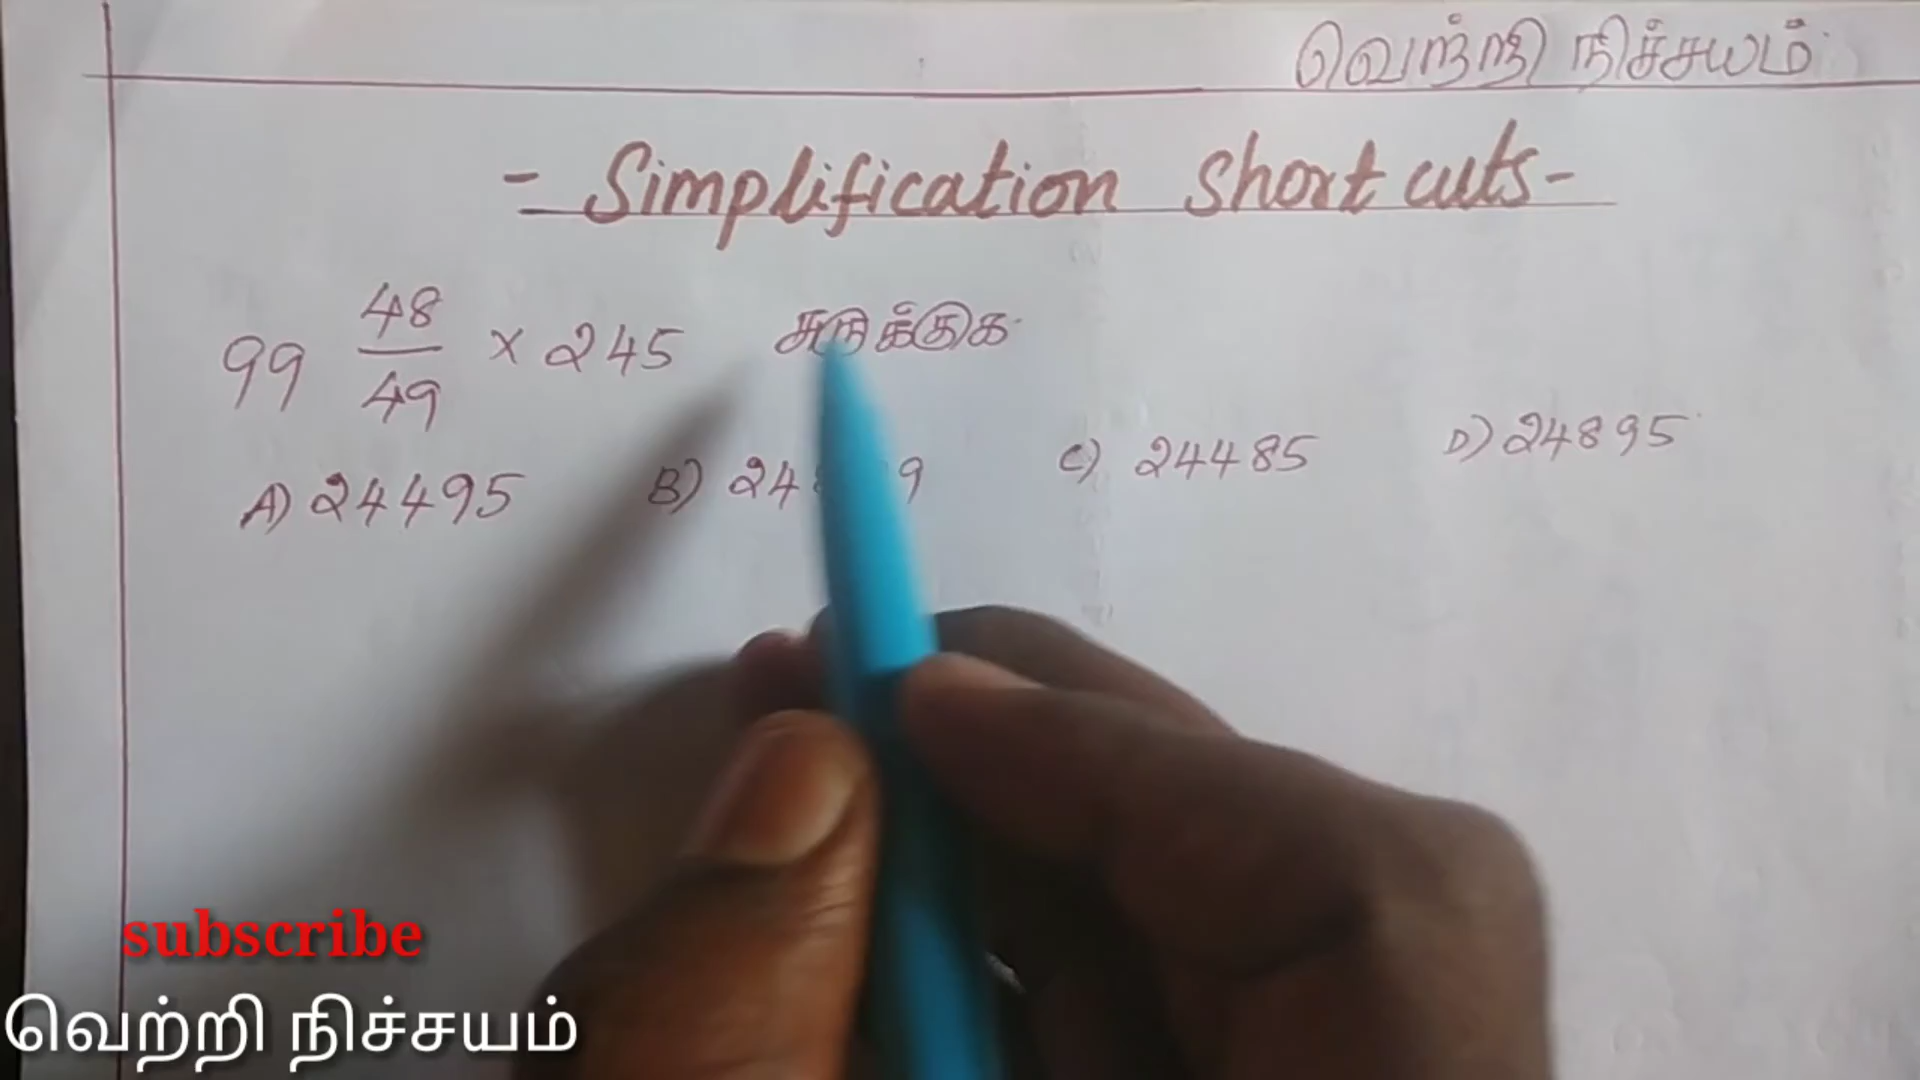 வெற்றி நிச்சயம்
- Simplification Short cuts -
99 48/49 × 245 சுருக்குக
A) 24495 B) C) 24485 D) 24895
subscribe
வெற்றி நிச்சயம்